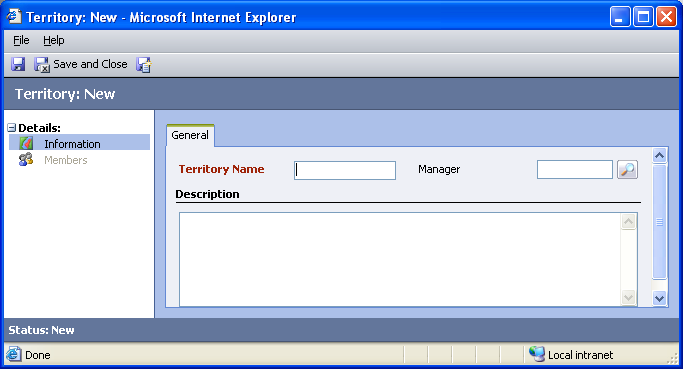 Territory: New - Microsoft Internet Explorer
File Help
Save and Close
Territory: New
Details:
Information
Members
General
Territory Name Manager
Description
Status: New
Done Local intranet